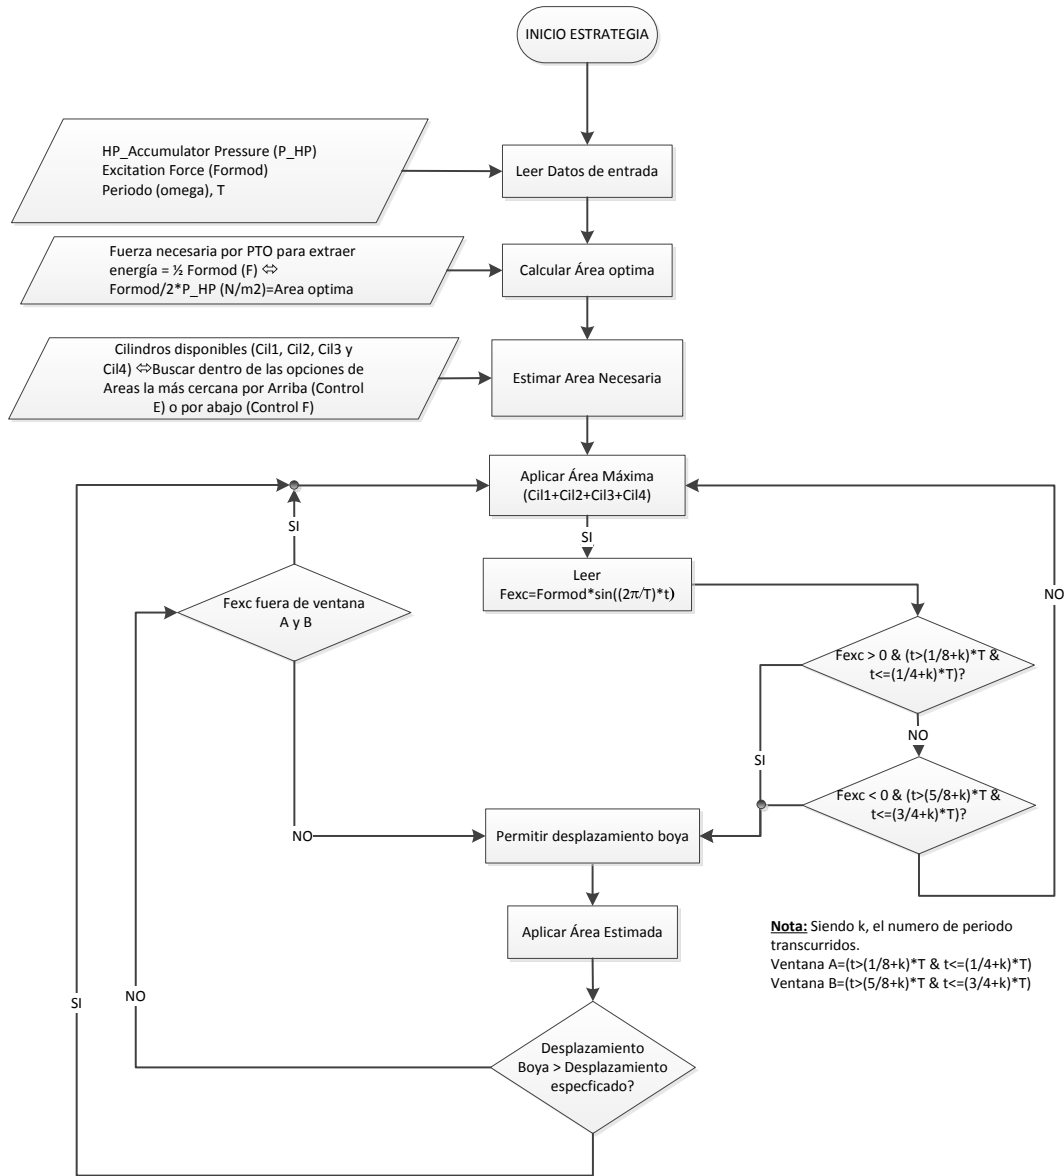 INICIO ESTRATEGIA
HP_Accumulator Pressure (P_HP)
Excitation Force (Formod)
Periodo (omega), T
Leer Datos de entrada
Fuerza necesaria por PTO para extraer
energía = ½ Formod (F) ⇔
Formod/2*P_HP (N/m2)=Area optima
Calcular Área optima
Cilindros disponibles (Cil1, Cil2, Cil3 y
Cil4) ⇔Buscar dentro de las opciones de
Areas la más cercana por Arriba (Control
E) o por abajo (Control F)
Estimar Area Necesaria
Aplicar Área Máxima
(Cil1+Cil2+Cil3+Cil4)
SI
SI
Leer
Fexc=Formod*sin((2π/T)*t)
NO
Fexc fuera de ventana
A y B
Fexc > 0 & (t>(1/8+k)*T &
t<=(1/4+k)*T)?
NO
SI
Fexc < 0 & (t>(5/8+k)*T &
t<=(3/4+k)*T)?
NO
Permitir desplazamiento boya
Aplicar Área Estimada
Nota: Siendo k, el numero de periodo
transcurridos.
Ventana A=(t>(1/8+k)*T & t<=(1/4+k)*T)
Ventana B=(t>(5/8+k)*T & t<=(3/4+k)*T)
SI
NO
Desplazamiento
Boya > Desplazamiento
especficado?